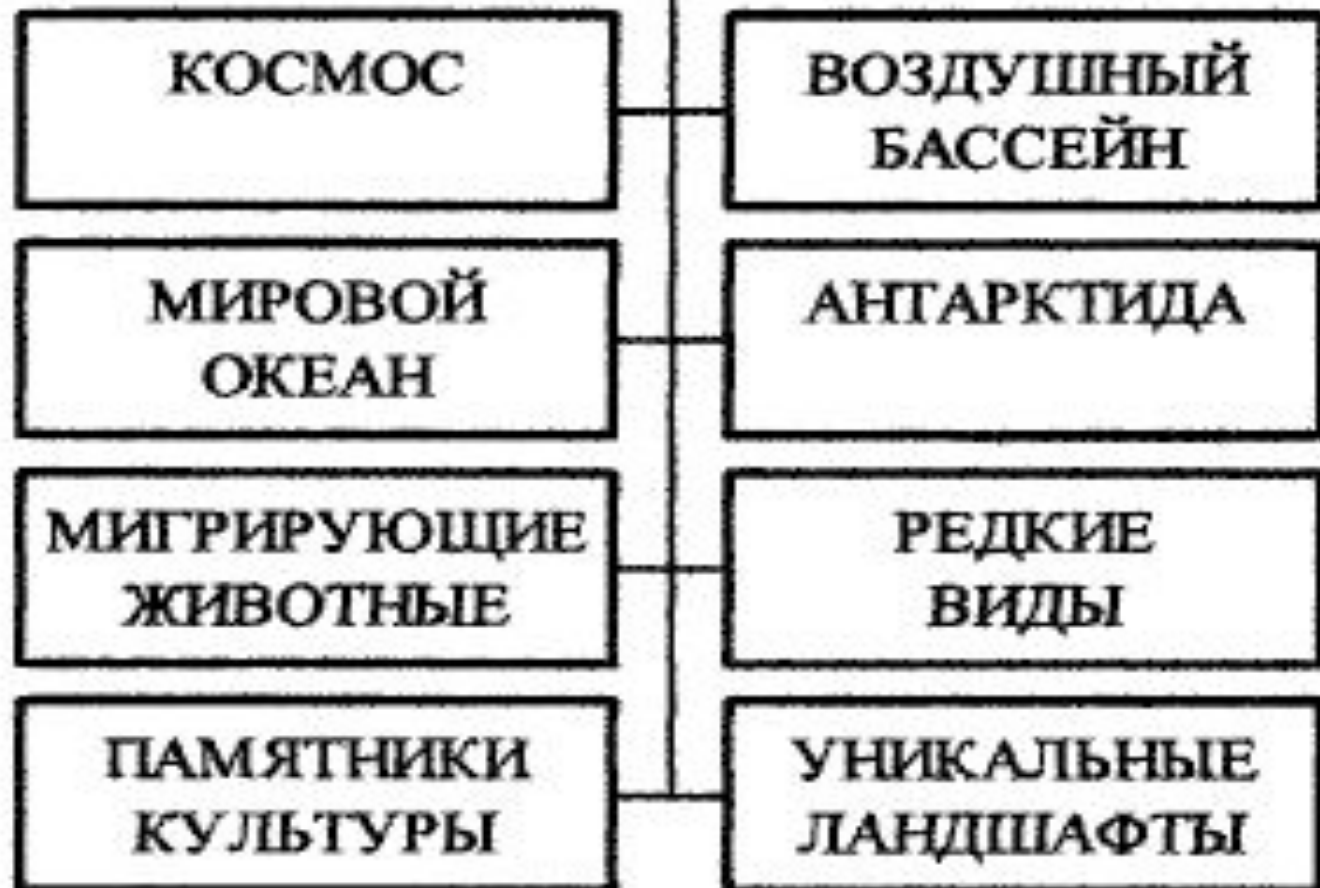 КОСМОС
ВОЗДУШНЫЙ
БАССЕЙН
МИРОВОЙ
ОКЕАН
АНТАРКТИДА
МИГРИРУЮЩИЕ
ЖИВОТНЫЕ
РЕДКИЕ
ВИДЫ
ПАМЯТНИКИ
КУЛЬТУРЫ
УНИКАЛЬНЫЕ
ЛАНДШАФТЫ